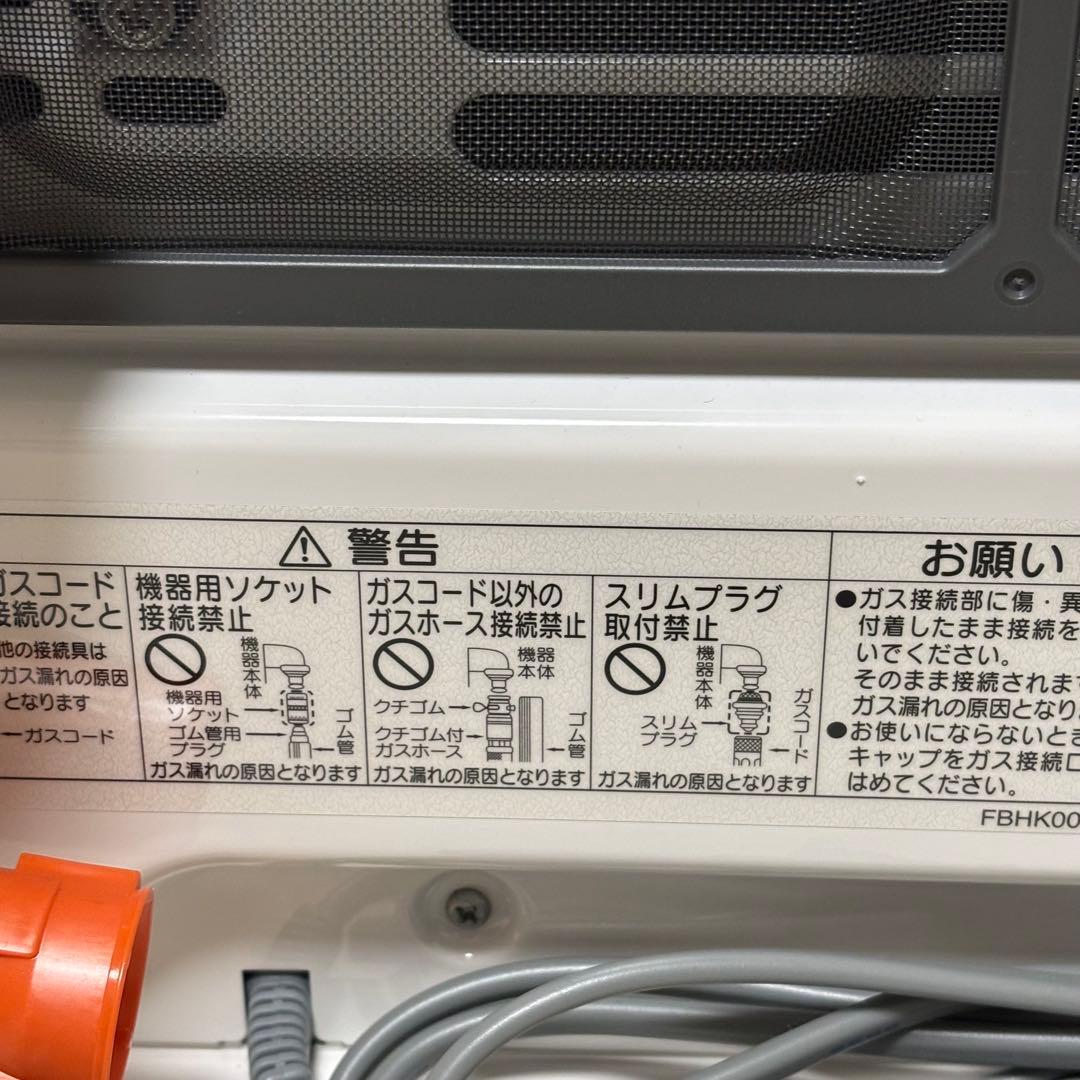 警告
ガスコード
接続のこと
他の接続具は
ガス漏れの原因
となります
ガスコード
機器用ソケット
接続禁止
機器本体
機器用
ソケット
ゴム管用
プラグ
ゴム管
ガス漏れの原因となります
ガスコード以外の
ガスホース接続禁止
機器本体
クチゴム
クチゴム付
ガスホース
ゴム管
ガス漏れの原因となります
スリムプラグ
取付禁止
機器本体
スリム
プラグ
ガスコード
ガス漏れの原因となります
お願い
●ガス接続部に傷・異
付着したまま接続を
いでください。
そのまま接続されます
ガス漏れの原因とな
●お使いにならないとき
キャップをガス接続口
はめてください。
FBHK00